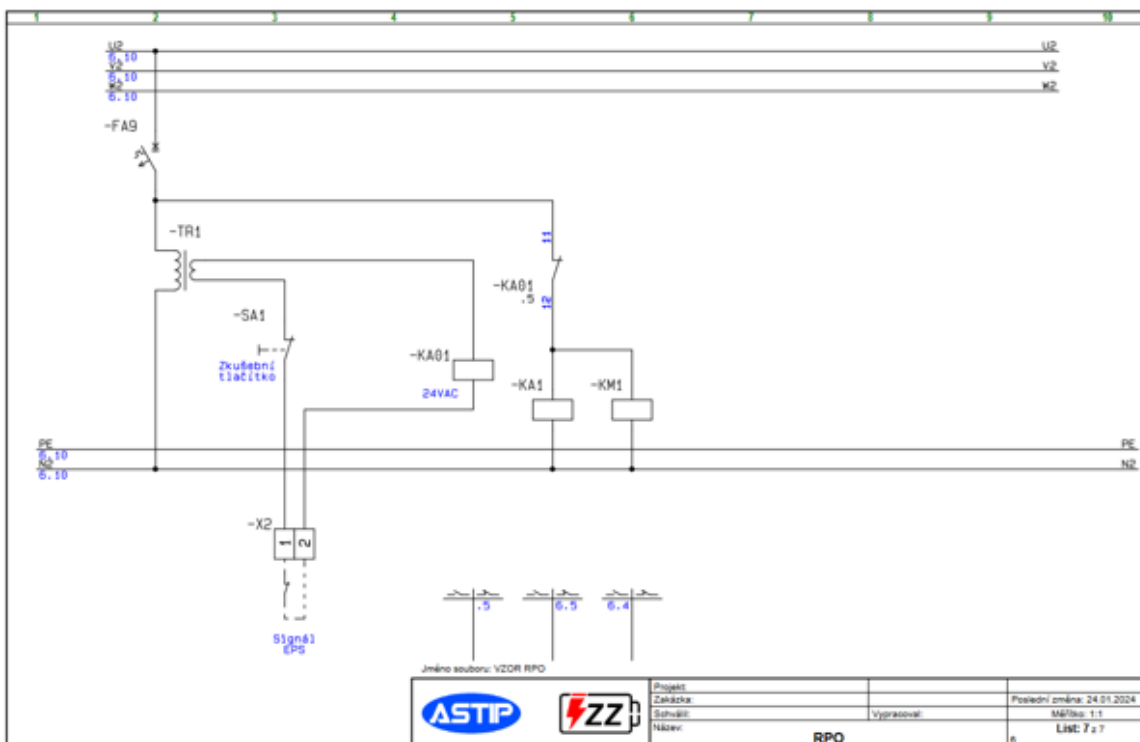 1 2 3 4 5 6 7 8 9 10
U2 U2
6.10
V2 V2
6.10
W2 W2
6.10
-FA9
-TR1
11
-KA01
.5
12
-SA1
Zkušební
tlačítko
-KA01
24VAC
-KA1
-KM1
PE PE
6.10
N2 N2
6.10
-X2
1 2
.5 6.5 6.4
Signál
EPS
Jméno souboru: VZOR RPO
ASTIP
ZZ
Projekt:
Zakázka:
Poslední změna: 24.01.2024
Schválil:
Vypracoval:
Měřítko: 1:1
Název:
RPO
List: 7 z 7
6